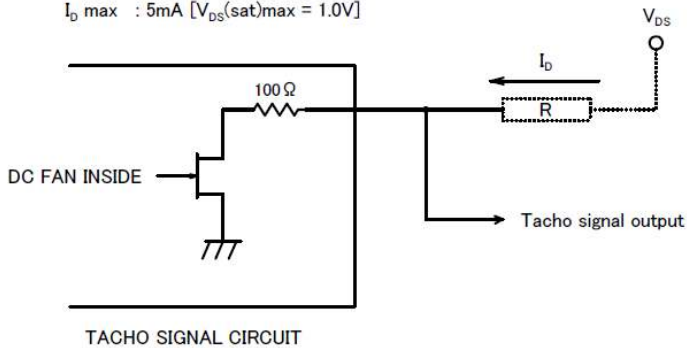 I_D max : 5mA [V_DS(sat)max = 1.0V]
V_DS
I_D
100Ω
R
DC FAN INSIDE
Tacho signal output
TACHO SIGNAL CIRCUIT